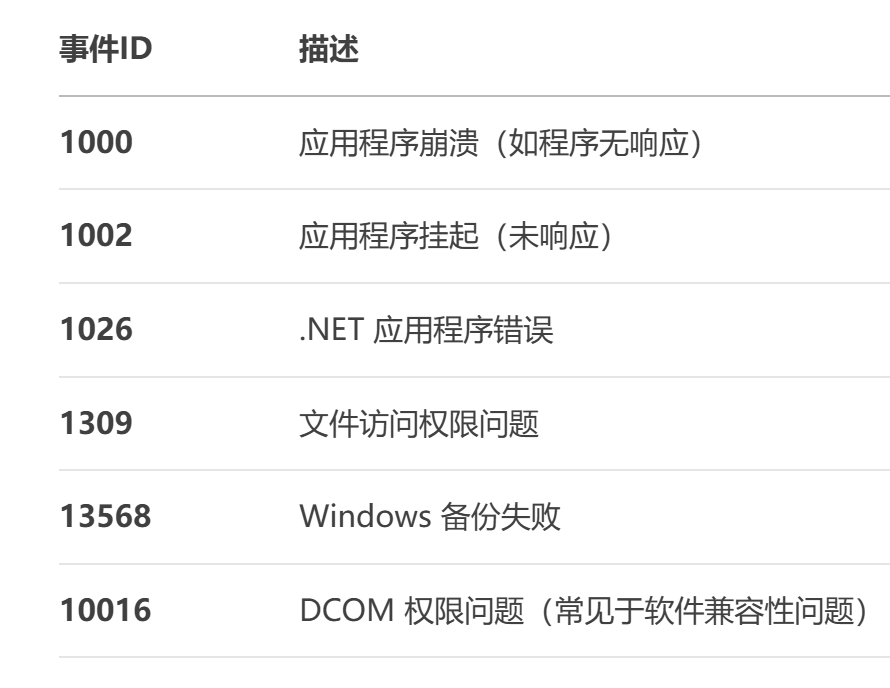 事件ID 描述
1000 应用程序崩溃（如程序无响应）
1002 应用程序挂起（未响应）
1026 .NET 应用程序错误
1309 文件访问权限问题
13568 Windows 备份失败
10016 DCOM 权限问题（常见于软件兼容性问题）